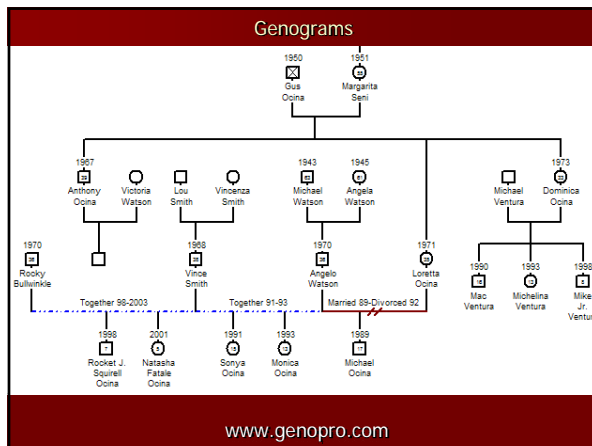 Genograms
1950 1951
Gus Ocina
Margarita Seni
1967 1943 1945 1973
Anthony Ocina
Victoria Watson
Lou Smith
Vincenza Smith
Michael Watson
Angela Watson
Michael Ventura
Dominica Ocina
1970 1968 1970 1971 1990 1993 1998
Rocky Bullwinkle
Vince Smith
Angelo Watson
Loretta Ocina
Mac Ventura
Michelina Ventura
Mike Jr. Ventura
Together 98-2003 Together 91-93 Married 89-Divorced 92
1998 2001 1991 1993 1989
Rocket J. Squirell Ocina
Natasha Fatale Ocina
Sonya Ocina
Monica Ocina
Michael Ocina
www.genopro.com